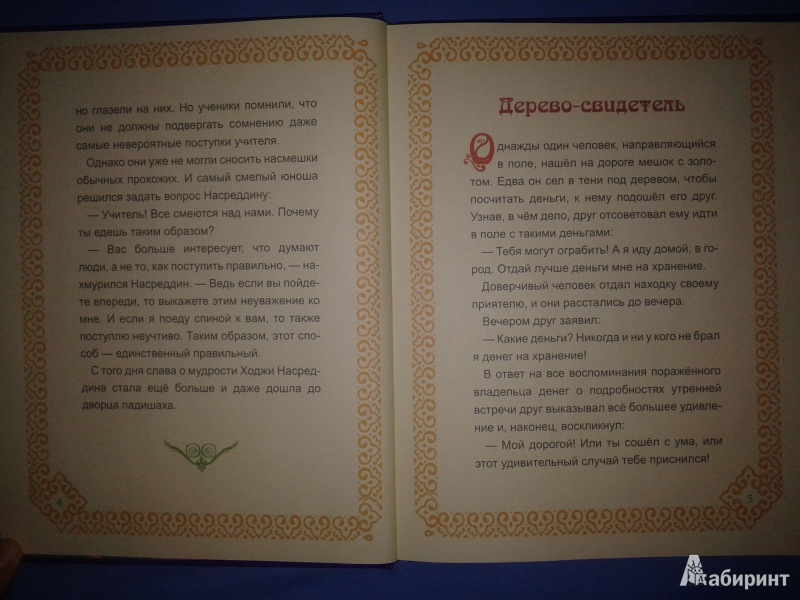 но глазели на них. Но ученики помнили, что
они не должны подвергать сомнению даже
самые невероятные поступки учителя.
Однако они уже не могли сносить насмешки
обычных прохожих. И самый смелый юноша
решился задать вопрос Насреддину:
— Учитель! Все смеются над нами. Почему
ты едешь таким образом?
— Вас больше интересует, что думают
люди, а не то, как поступить правильно, — на-
хмурился Насреддин. — Ведь если вы пойде-
те впереди, то выкажете этим неуважение ко
мне. И если я поеду спиной к вам, то также
поступлю неучтиво. Таким образом, этот спо-
соб — единственный правильный.
С того дня слава о мудрости Ходжи Насред-
дина стала ещё больше и даже дошла до
дворца падишаха.
4
Дерево-свидетель
Однажды один человек, направляющийся
в поле, нашёл на дороге мешок с золо-
том. Едва он сел в тени под деревом, чтобы
посчитать деньги, к нему подошёл его друг.
Узнав, в чём дело, друг отсоветовал ему идти
в поле с такими деньгами:
— Тебя могут ограбить! А я иду домой, в го-
род. Отдай лучше деньги мне на хранение.
Доверчивый человек отдал находку своему
приятелю, и они расстались до вечера.
Вечером друг заявил:
— Какие деньги? Никогда и ни у кого не брал
я денег на хранение!
В ответ на все воспоминания поражённого
владельца денег о подробностях утренней
встречи друг выказывал всё большее удивле-
ние и, наконец, воскликнул:
— Мой дорогой! Или ты сошёл с ума, или
этот удивительный случай тебе приснился!
5
Лабиринт